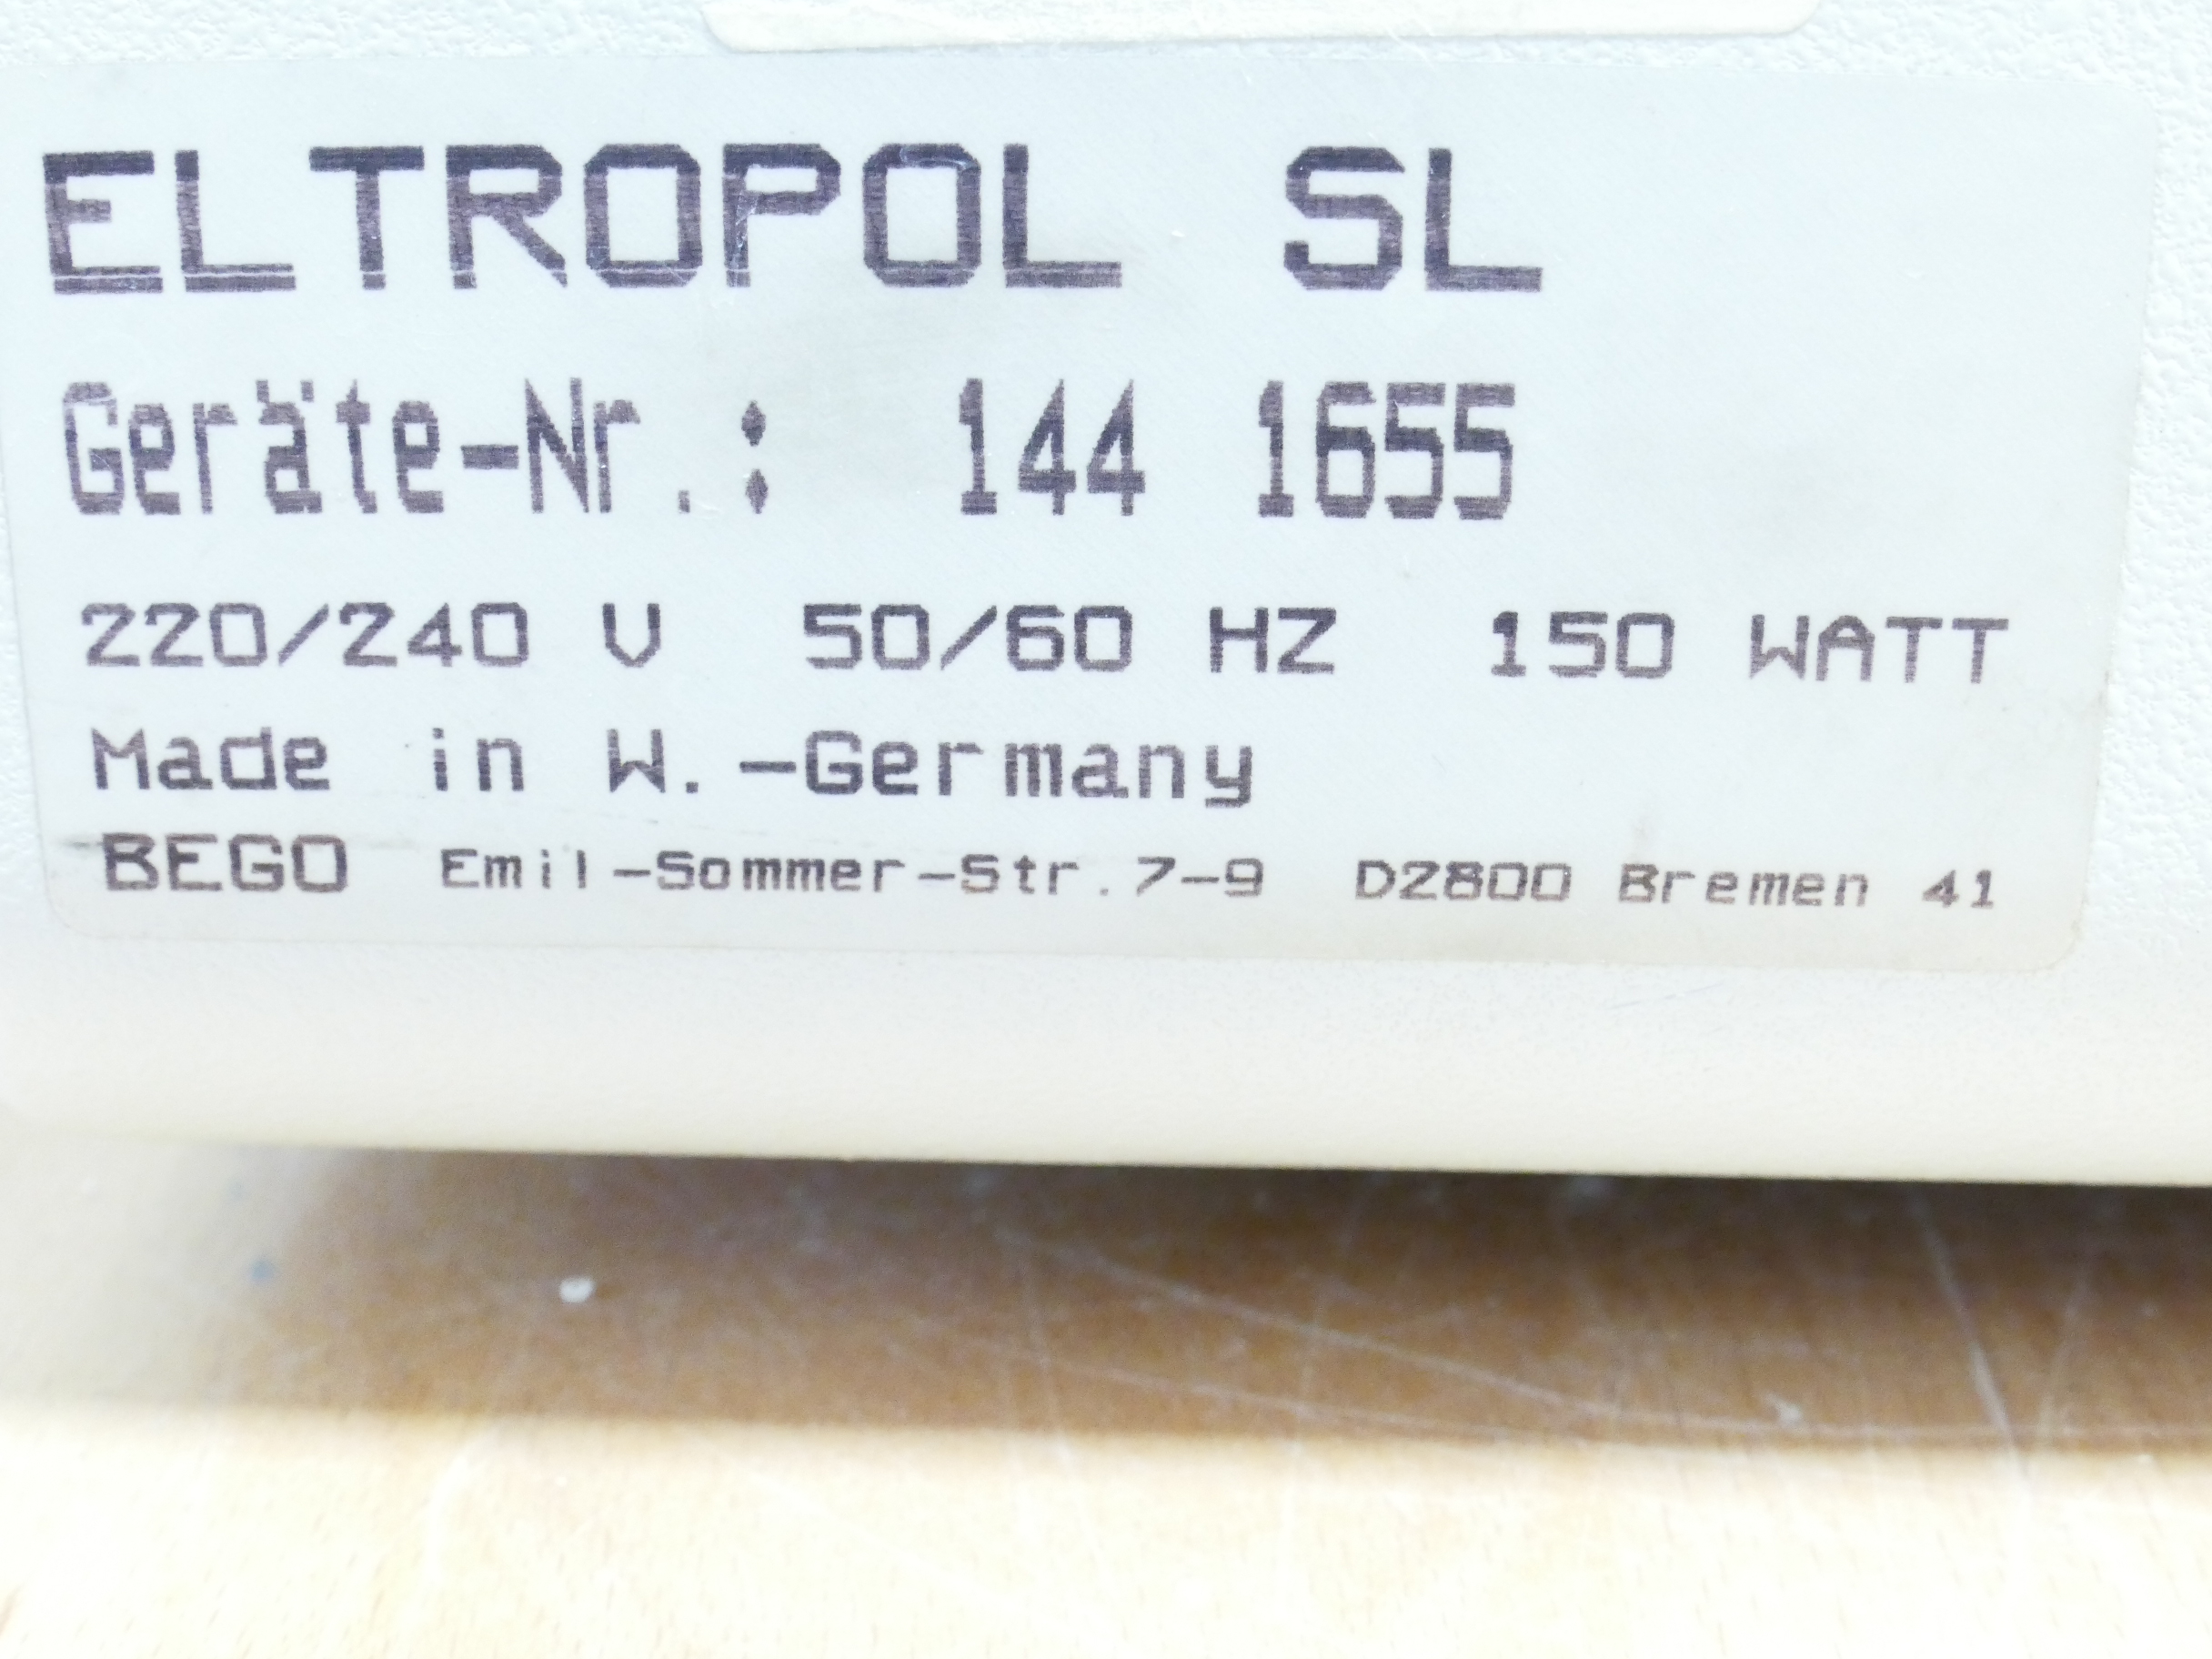 ELTROPOL SL
Geräte-Nr.: 144 1655
220/240 V 50/60 HZ 150 WATT
Made in W.-Germany
BEGO Emil-Sommer-Str.7-9 D2800 Bremen 41